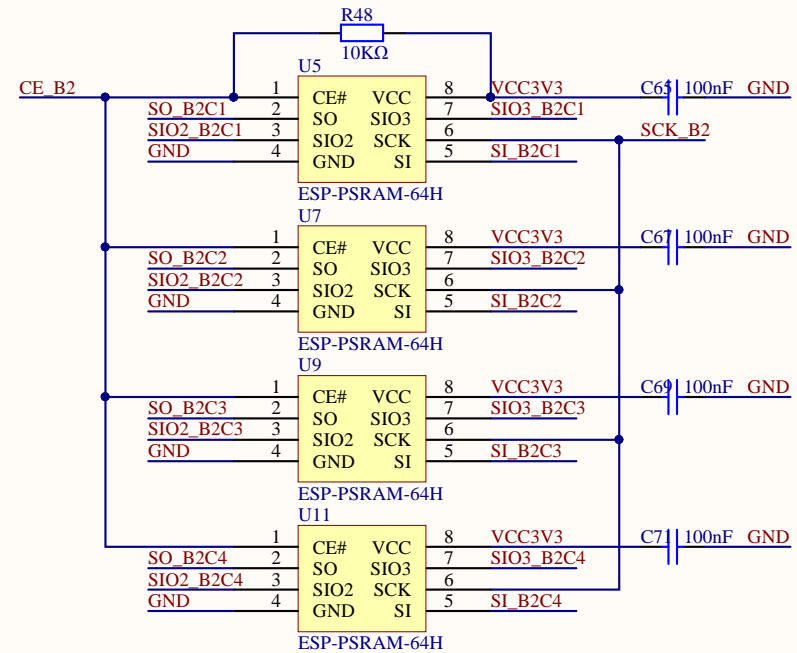 R48
10KΩ
U5
CE_B2 1 CE# VCC 8 VCC3V3 C65 100nF GND
SO_B2C1 2 SO SIO3 7 SIO3_B2C1
SIO2_B2C1 3 SIO2 SCK 6 SCK_B2
GND 4 GND SI 5 SI_B2C1
ESP-PSRAM-64H
U7
1 CE# VCC 8 VCC3V3 C67 100nF GND
SO_B2C2 2 SO SIO3 7 SIO3_B2C2
SIO2_B2C2 3 SIO2 SCK 6
GND 4 GND SI 5 SI_B2C2
ESP-PSRAM-64H
U9
1 CE# VCC 8 VCC3V3 C69 100nF GND
SO_B2C3 2 SO SIO3 7 SIO3_B2C3
SIO2_B2C3 3 SIO2 SCK 6
GND 4 GND SI 5 SI_B2C3
ESP-PSRAM-64H
U11
1 CE# VCC 8 VCC3V3 C71 100nF GND
SO_B2C4 2 SO SIO3 7 SIO3_B2C4
SIO2_B2C4 3 SIO2 SCK 6
GND 4 GND SI 5 SI_B2C4
ESP-PSRAM-64H